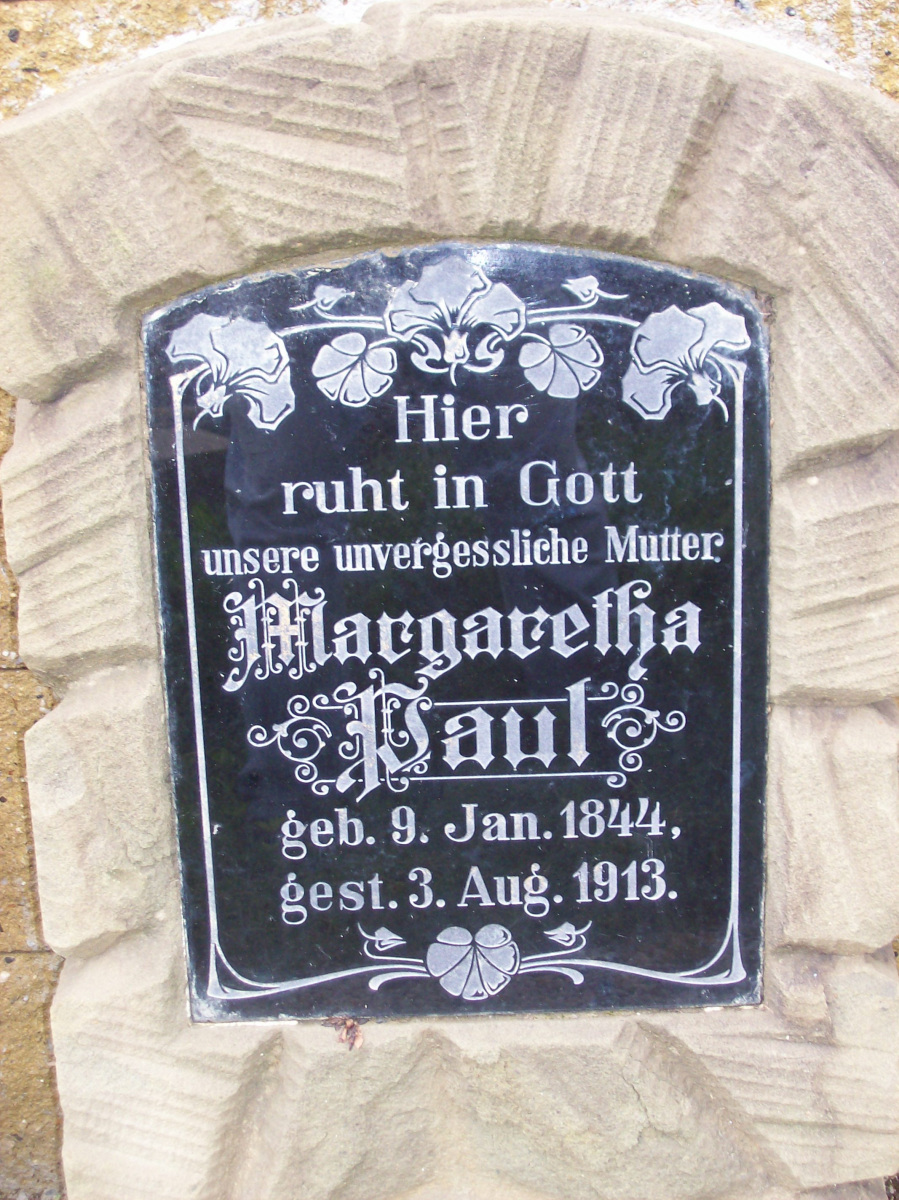 Hier
ruht in Gott
unsere unvergessliche Mutter
Margaretha
Paul
geb. 9. Jan. 1844,
gest. 3. Aug. 1913.